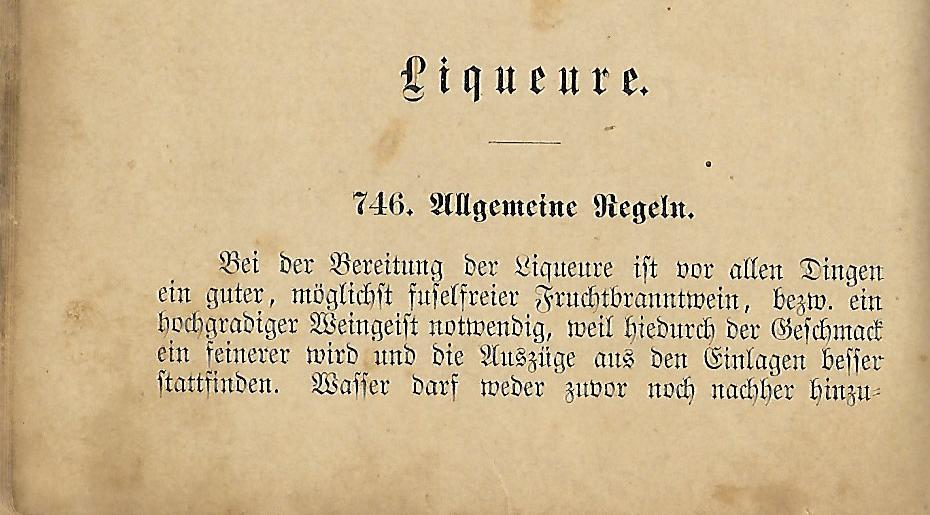 Liqueure.
746. Allgemeine Regeln.
Bei der Bereitung der Liqueure ist vor allen Dingen
ein guter, möglichst fuselfreier Fruchtbranntwein, bezw. ein
hochgradiger Weingeist notwendig, weil hiedurch der Geschmack
ein feinerer wird und die Auszüge aus den Einlagen besser
stattfinden. Wasser darf weder zuvor noch nachher hinzu-